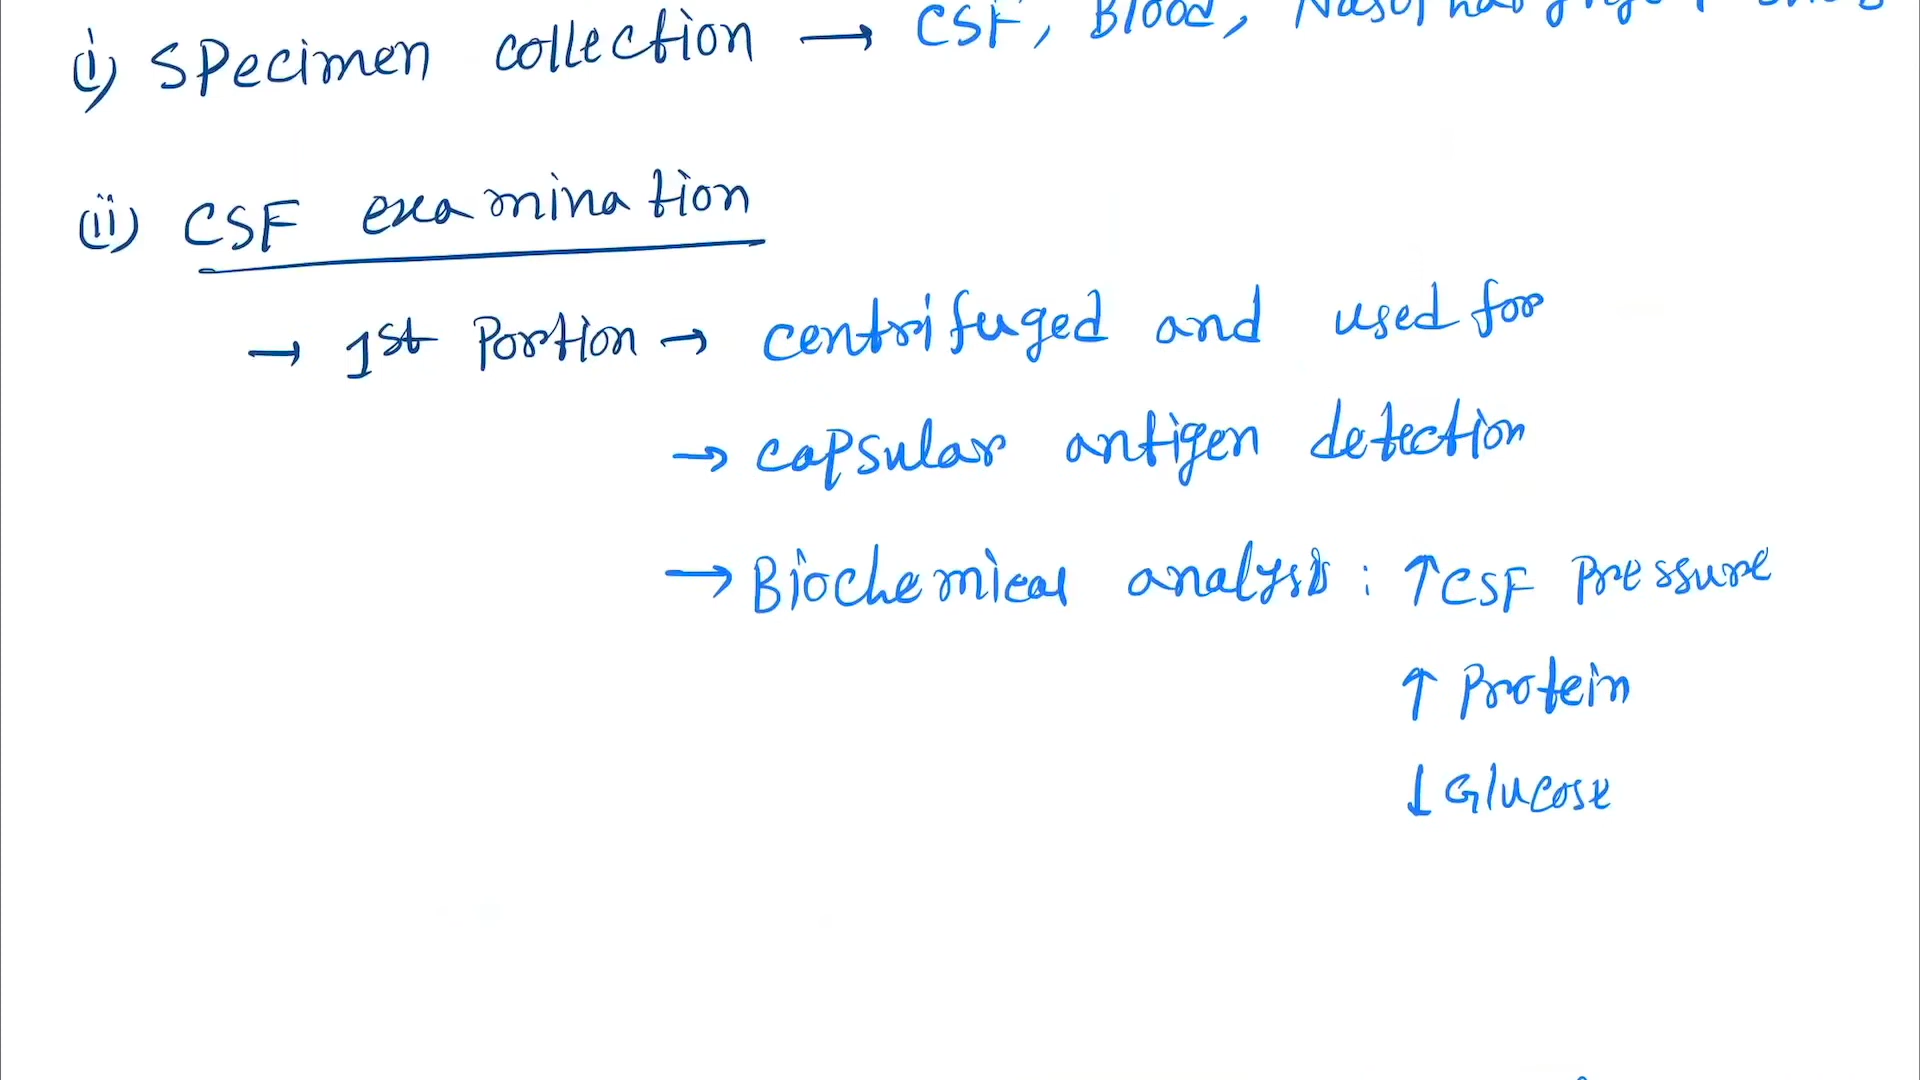 i) Specimen collection → CSF, Blood,
(ii) CSF examination
→ 1st Portion → centrifuged and used for
→ capsular antigen detection
→ Biochemical analysis : ↑ CSF Pressure
↑ Protein
↓ Glucose